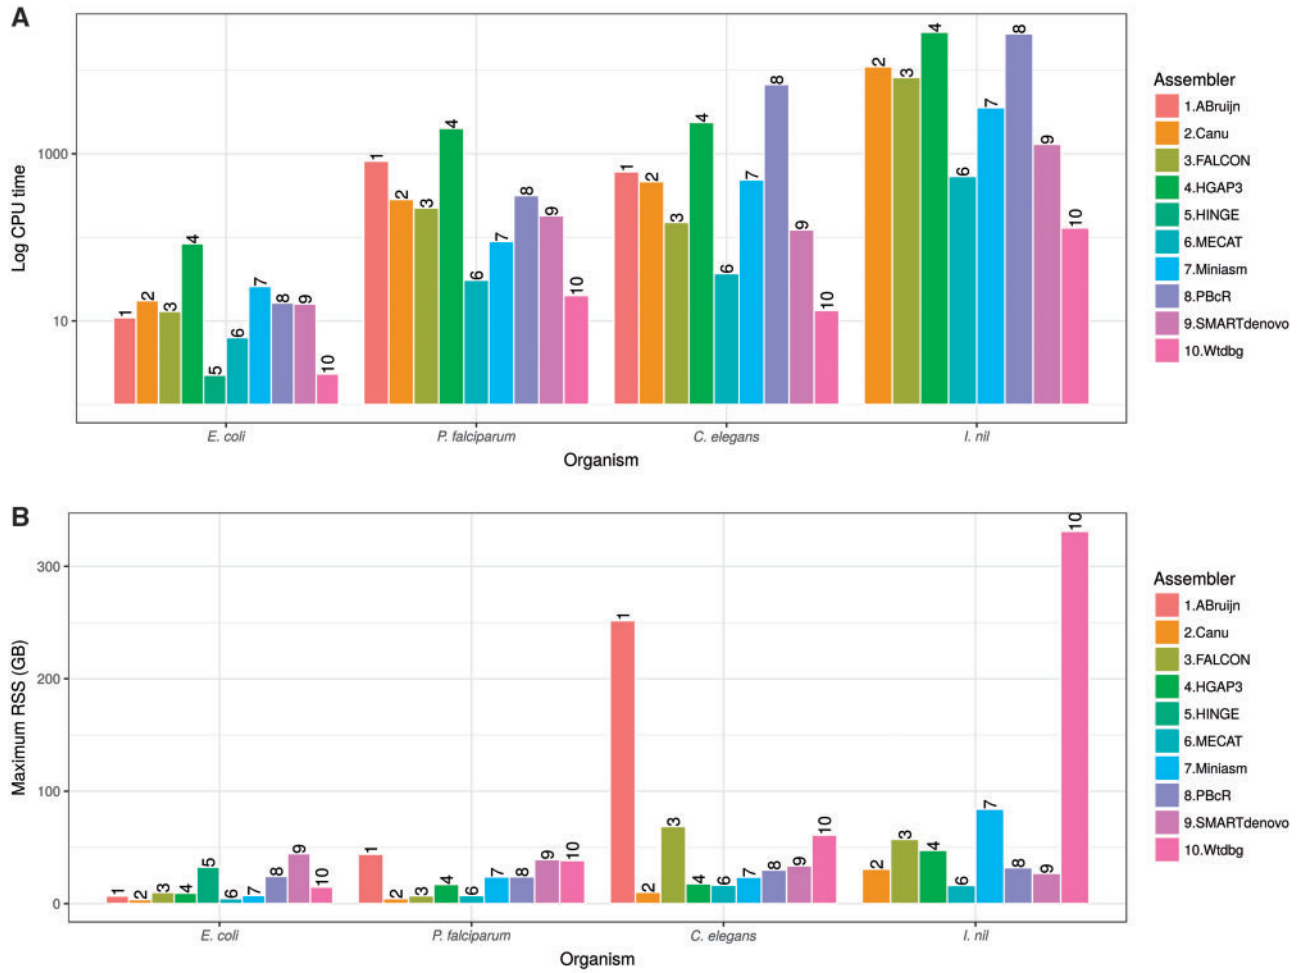 A
Log CPU time
1000
10
1 2 3 4 5 6 7 8 9 10
1 2 3 4 6 7 8 9 10
1 2 3 4 6 7 8 9 10
2 3 4 6 7 8 9 10
E. coli P. falciparum C. elegans I. nil
Organism
Assembler
1.ABruijn
2.Canu
3.FALCON
4.HGAP3
5.HINGE
6.MECAT
7.Miniasm
8.PBcR
9.SMARTdenovo
10.Wtdbg
B
Maximum RSS (GB)
300
200
100
0
1 2 3 4 5 6 7 8 9 10
1 2 3 4 6 7 8 9 10
1 2 3 4 6 7 8 9 10
2 3 4 6 7 8 9 10
E. coli P. falciparum C. elegans I. nil
Organism
Assembler
1.ABruijn
2.Canu
3.FALCON
4.HGAP3
5.HINGE
6.MECAT
7.Miniasm
8.PBcR
9.SMARTdenovo
10.Wtdbg